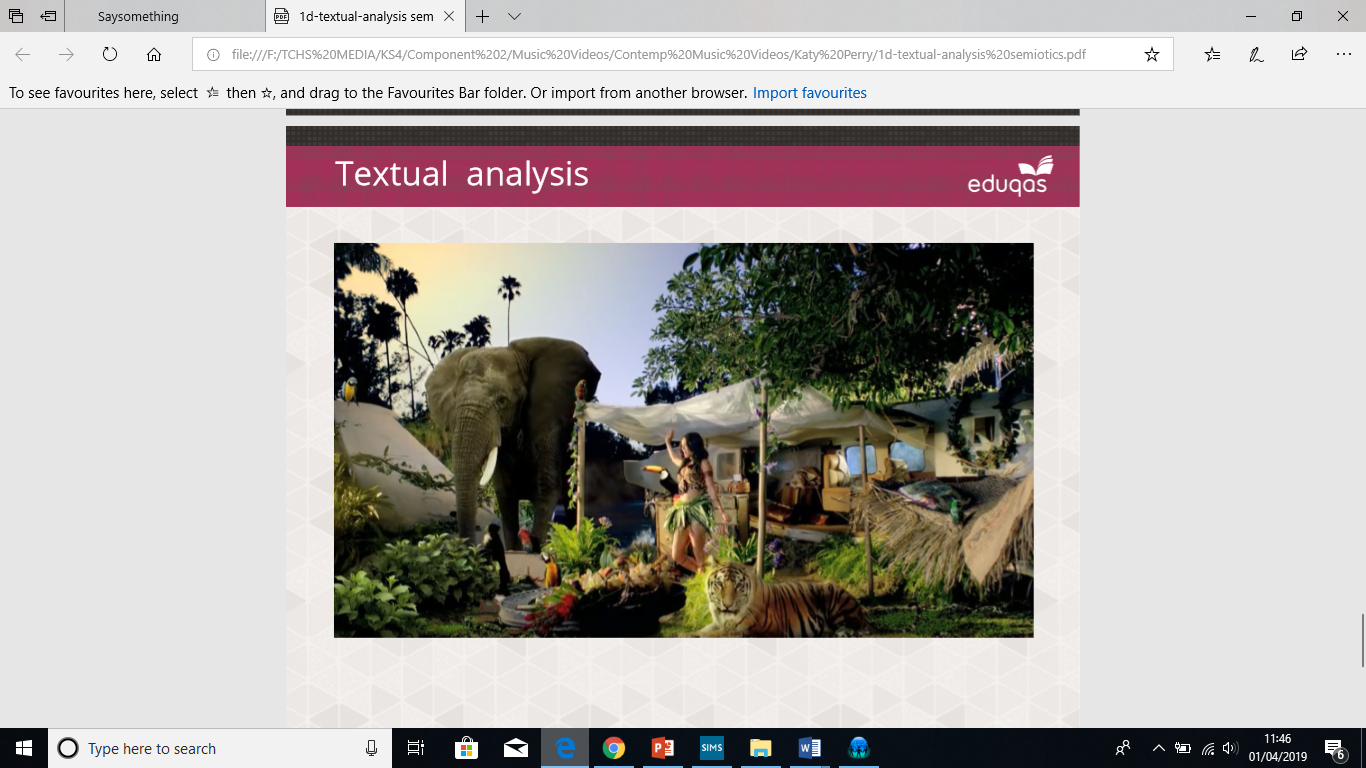 Saysomething
1d-textual-analysis sem
file:///F:/TCHS%20MEDIA/KS4/Component%202/Music%20Videos/Contemp%20Music%20Videos/Katy%20Perry/1d-textual-analysis%20semiotics.pdf
To see favourites here, select then , and drag to the Favourites Bar folder. Or import from another browser. Import favourites
Textual analysis
eduqas
Type here to search
SIMS
11:46
01/04/2019
6